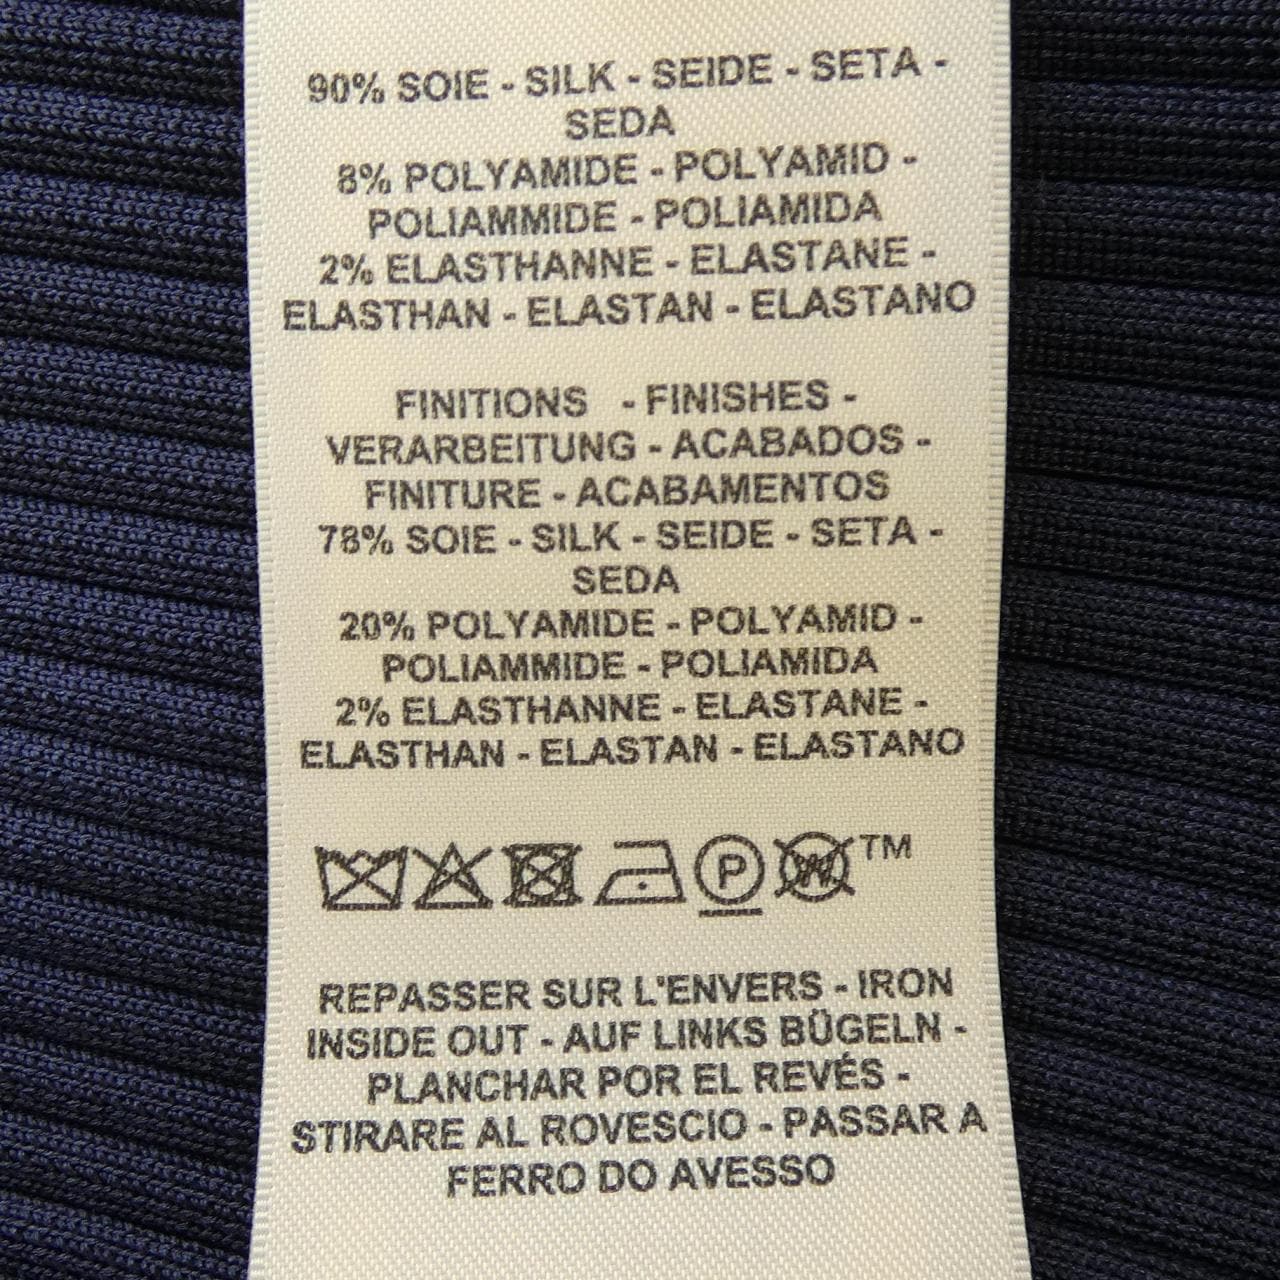 90% SOIE - SILK - SEIDE - SETA -
SEDA
8% POLYAMIDE - POLYAMID -
POLIAMMIDE - POLIAMIDA
2% ELASTHANNE - ELASTANE -
ELASTHAN - ELASTAN - ELASTANO
FINITIONS - FINISHES -
VERARBEITUNG - ACABADOS -
FINITURE - ACABAMENTOS
78% SOIE - SILK - SEIDE - SETA -
SEDA
20% POLYAMIDE - POLYAMID -
POLIAMMIDE - POLIAMIDA
2% ELASTHANNE - ELASTANE -
ELASTHAN - ELASTAN - ELASTANO
P W TM
REPASSER SUR L'ENVERS - IRON
INSIDE OUT - AUF LINKS BÜGELN -
PLANCHAR POR EL REVÉS -
STIRARE AL ROVESCIO - PASSAR A
FERRO DO AVESSO